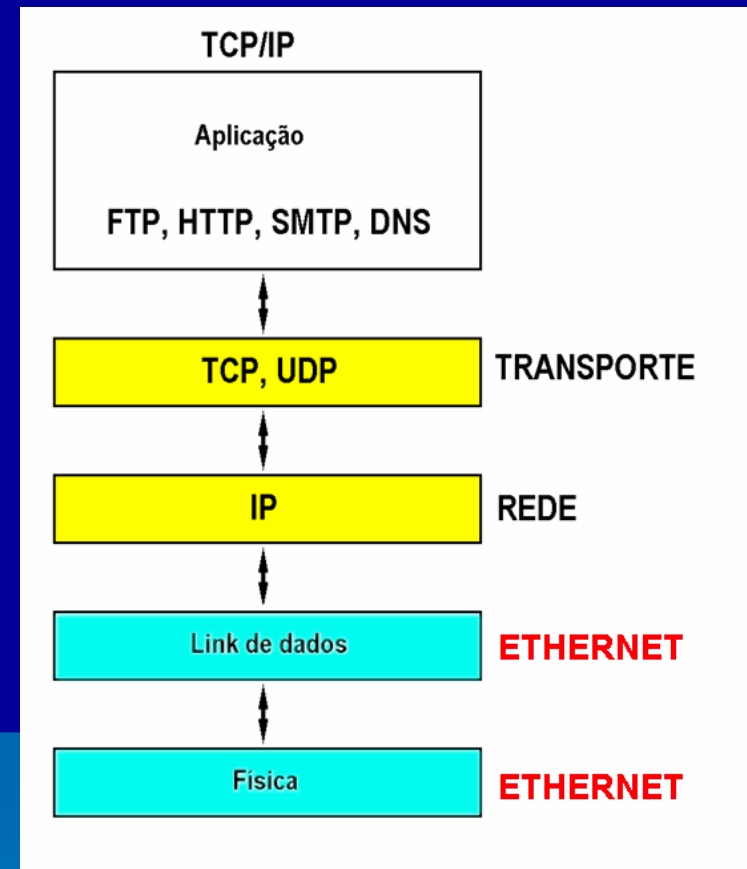 TCP/IP
Aplicação
FTP, HTTP, SMTP, DNS
TCP, UDP
TRANSPORTE
IP
REDE
Link de dados
ETHERNET
Física
ETHERNET